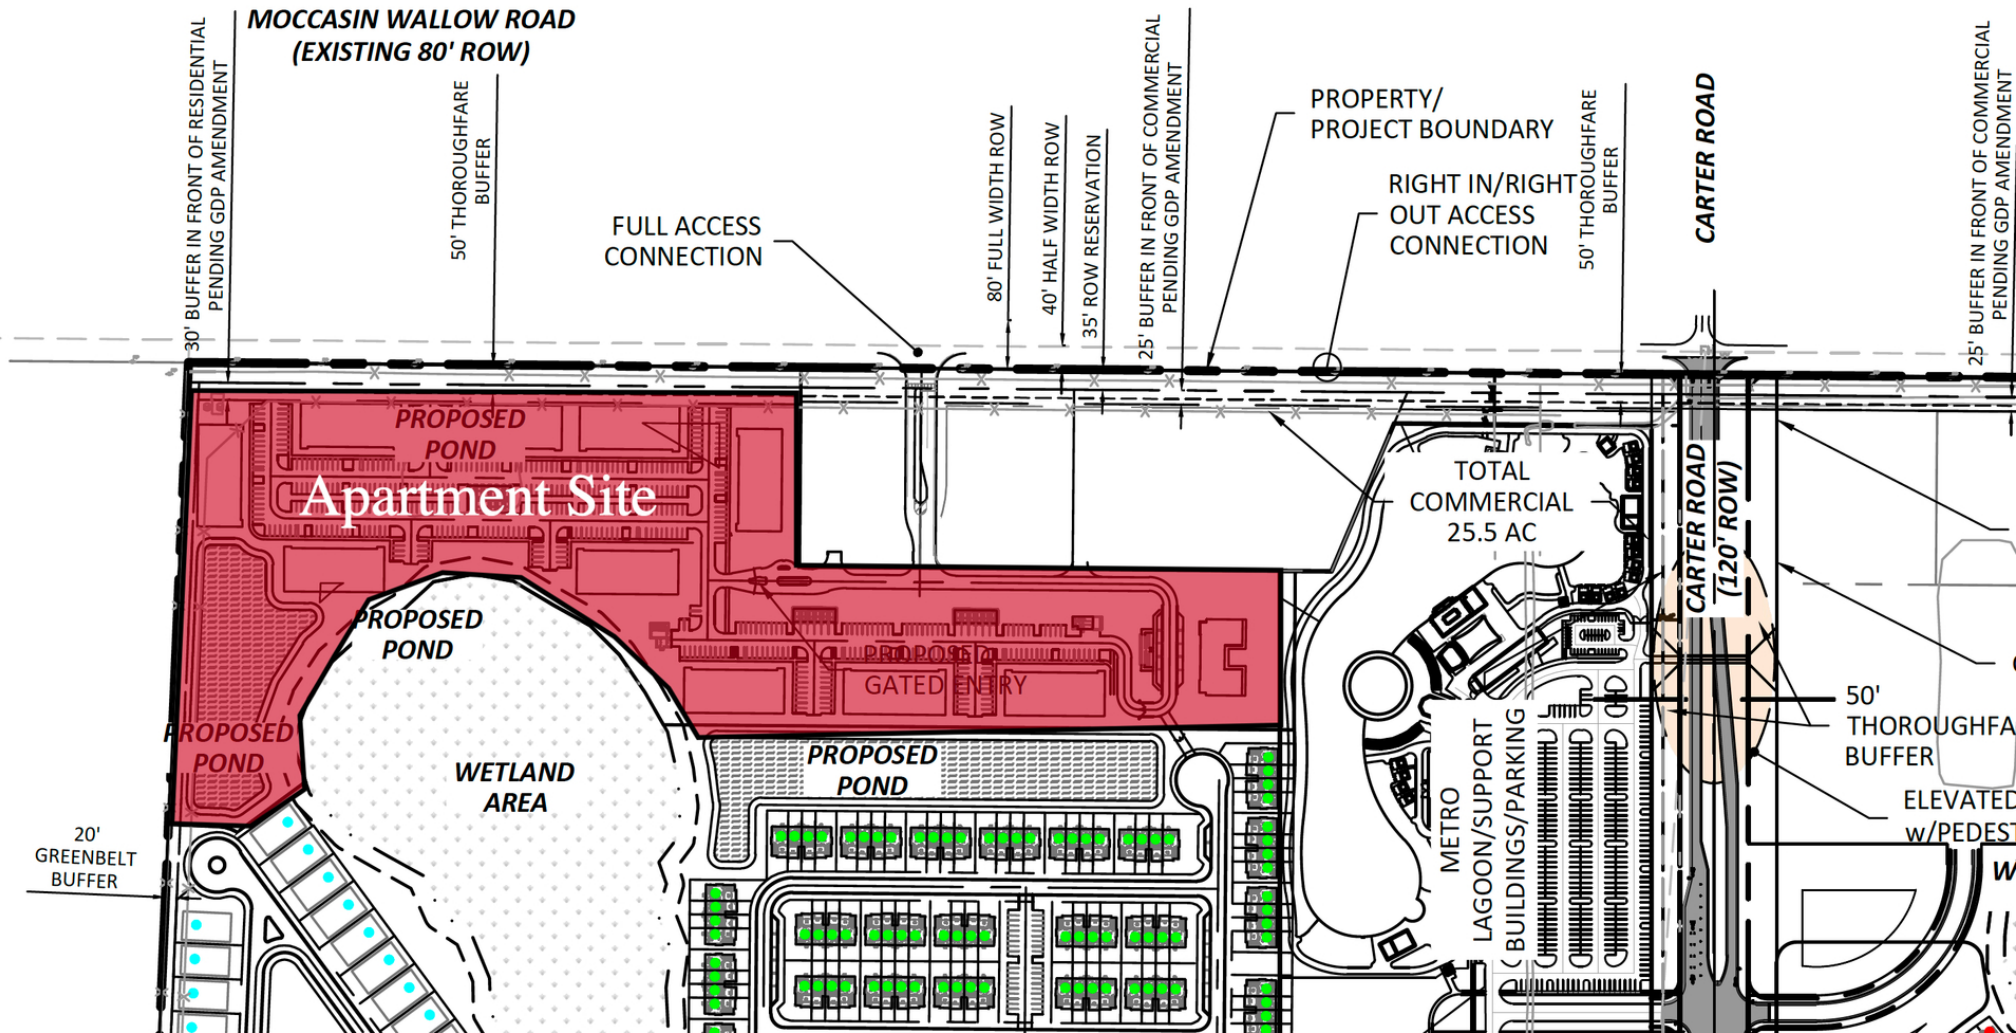 MOCCASIN WALLOW ROAD
(EXISTING 80' ROW)
30' BUFFER IN FRONT OF RESIDENTIAL
PENDING GDP AMENDMENT
50' THOROUGHFARE
BUFFER
FULL ACCESS
CONNECTION
80' FULL WIDTH ROW
40' HALF WIDTH ROW
35' ROW RESERVATION
25' BUFFER IN FRONT OF COMMERCIAL
PENDING GDP AMENDMENT
PROPERTY/
PROJECT BOUNDARY
RIGHT IN/RIGHT
OUT ACCESS
CONNECTION
50' THOROUGHFARE
BUFFER
CARTER ROAD
25' BUFFER IN FRONT OF COMMERCIAL
PENDING GDP AMENDMENT
PROPOSED
POND
Apartment Site
TOTAL
COMMERCIAL
25.5 AC
CARTER ROAD
(120' ROW)
PROPOSED
POND
PROPOSED
GATED ENTRY
PROPOSED
POND
WETLAND
AREA
PROPOSED
POND
METRO
LAGOON/SUPPORT
BUILDINGS/PARKING
50'
THOROUGHFA
BUFFER
ELEVATED
w/PEDEST
W
20'
GREENBELT
BUFFER